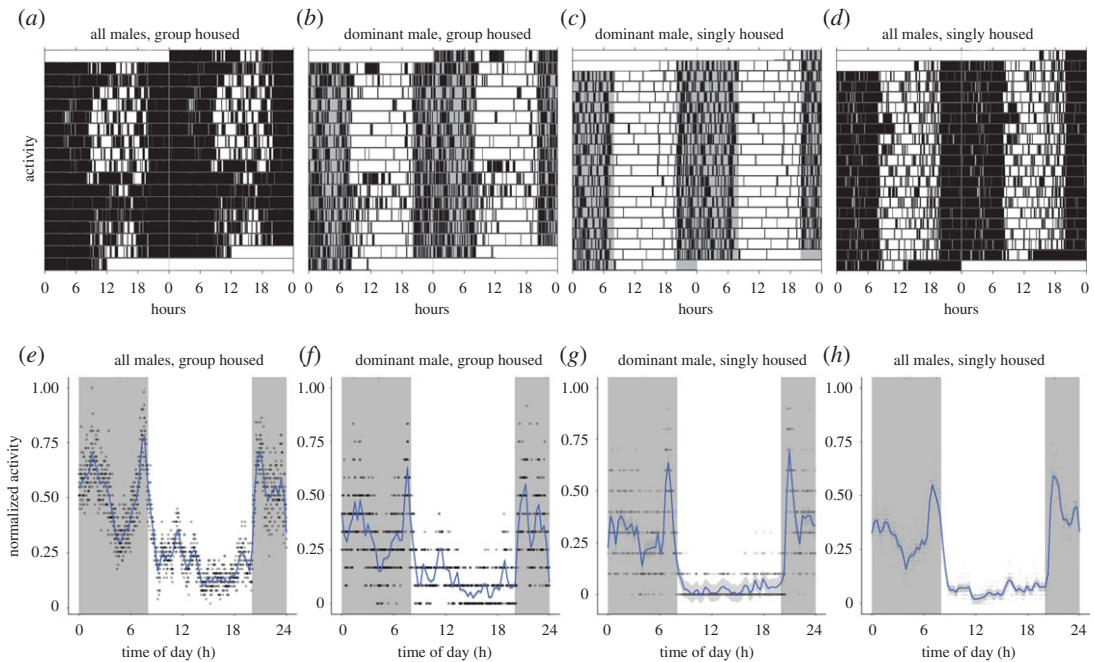 (a) (b) (c) (d)
all males, group housed
dominant male, group housed
dominant male, singly housed
all males, singly housed
activity
0 6 12 18 0 6 12 18 0
0 6 12 18 0 6 12 18 0
0 6 12 18 0 6 12 18 0
0 6 12 18 0 6 12 18 0
hours
hours
hours
hours
(e) (f) (g) (h)
all males, group housed
dominant male, group housed
dominant male, singly housed
all males, singly housed
normalized activity
1.00
0.75
0.50
0.25
0
1.00
0.75
0.50
0.25
0
1.00
0.75
0.50
0.25
0
1.00
0.75
0.50
0.25
0
0 6 12 18 24
0 6 12 18 24
0 6 12 18 24
0 6 12 18 24
time of day (h)
time of day (h)
time of day (h)
time of day (h)